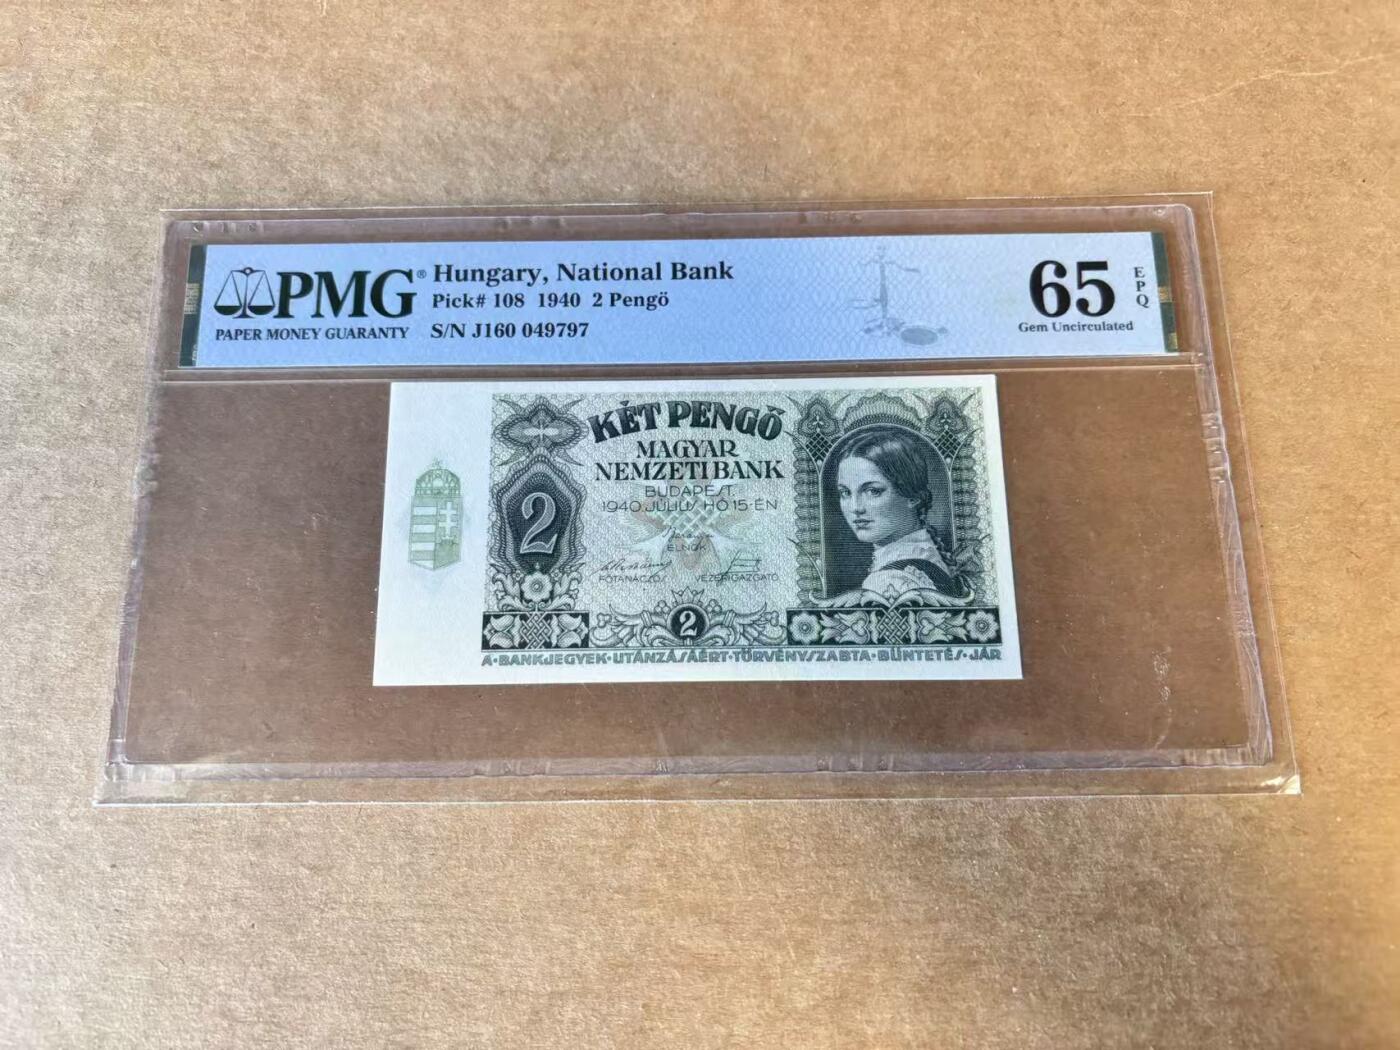 PMG® Hungary, National Bank
Pick# 108 1940 2 Pengö
PAPER MONEY GUARANTY S/N J160 049797
65 EPQ
Gem Uncirculated
KÉT PENGŐ
MAGYAR
NEMZETI BANK
BUDAPEST,
1940. JÚLIUS HÓ 15-ÉN
2
ELNÖK
FŐTANÁCSOS VEZÉRIGAZGATÓ
2
A·BANKJEGYEK·UTÁNZÁSÁÉRT·TÖRVÉNYSZABTA·BÜNTETÉS·JÁR